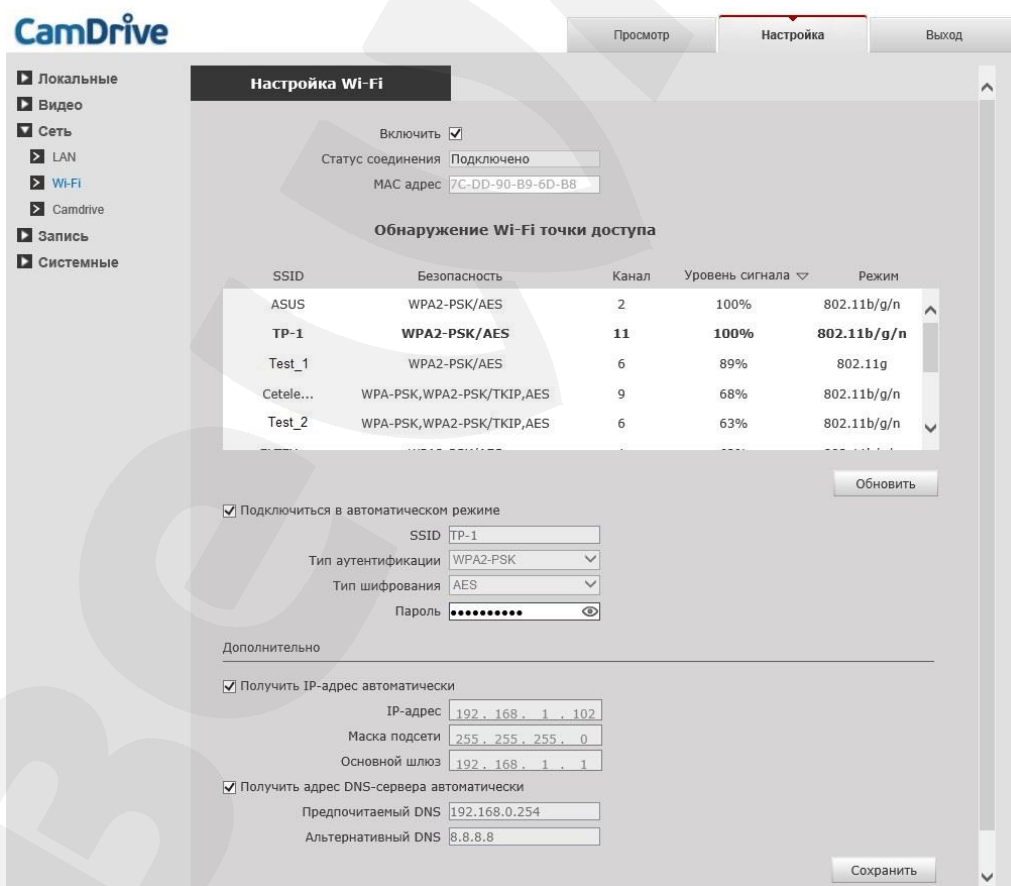 CamDrive
Просмотр Настройка Выход
Локальные
Видео
Сеть
LAN
Wi-Fi
Camdrive
Запись
Системные
Настройка Wi-Fi
Включить
Статус соединения Подключено
MAC адрес 7C-DD-90-B9-6D-B8
Обнаружение Wi-Fi точки доступа
SSID Безопасность Канал Уровень сигнала Режим
ASUS WPA2-PSK/AES 2 100% 802.11b/g/n
TP-1 WPA2-PSK/AES 11 100% 802.11b/g/n
Test_1 WPA2-PSK/AES 6 89% 802.11g
Cetele... WPA-PSK,WPA2-PSK/TKIP,AES 9 68% 802.11b/g/n
Test_2 WPA-PSK,WPA2-PSK/TKIP,AES 6 63% 802.11b/g/n
Обновить
Подключиться в автоматическом режиме
SSID TP-1
Тип аутентификации WPA2-PSK
Тип шифрования AES
Пароль ••••••••••
Дополнительно
Получить IP-адрес автоматически
IP-адрес 192 . 168 . 1 . 102
Маска подсети 255 . 255 . 255 . 0
Основной шлюз 192 . 168 . 1 . 1
Получить адрес DNS-сервера автоматически
Предпочитаемый DNS 192.168.0.254
Альтернативный DNS 8.8.8.8
Сохранить